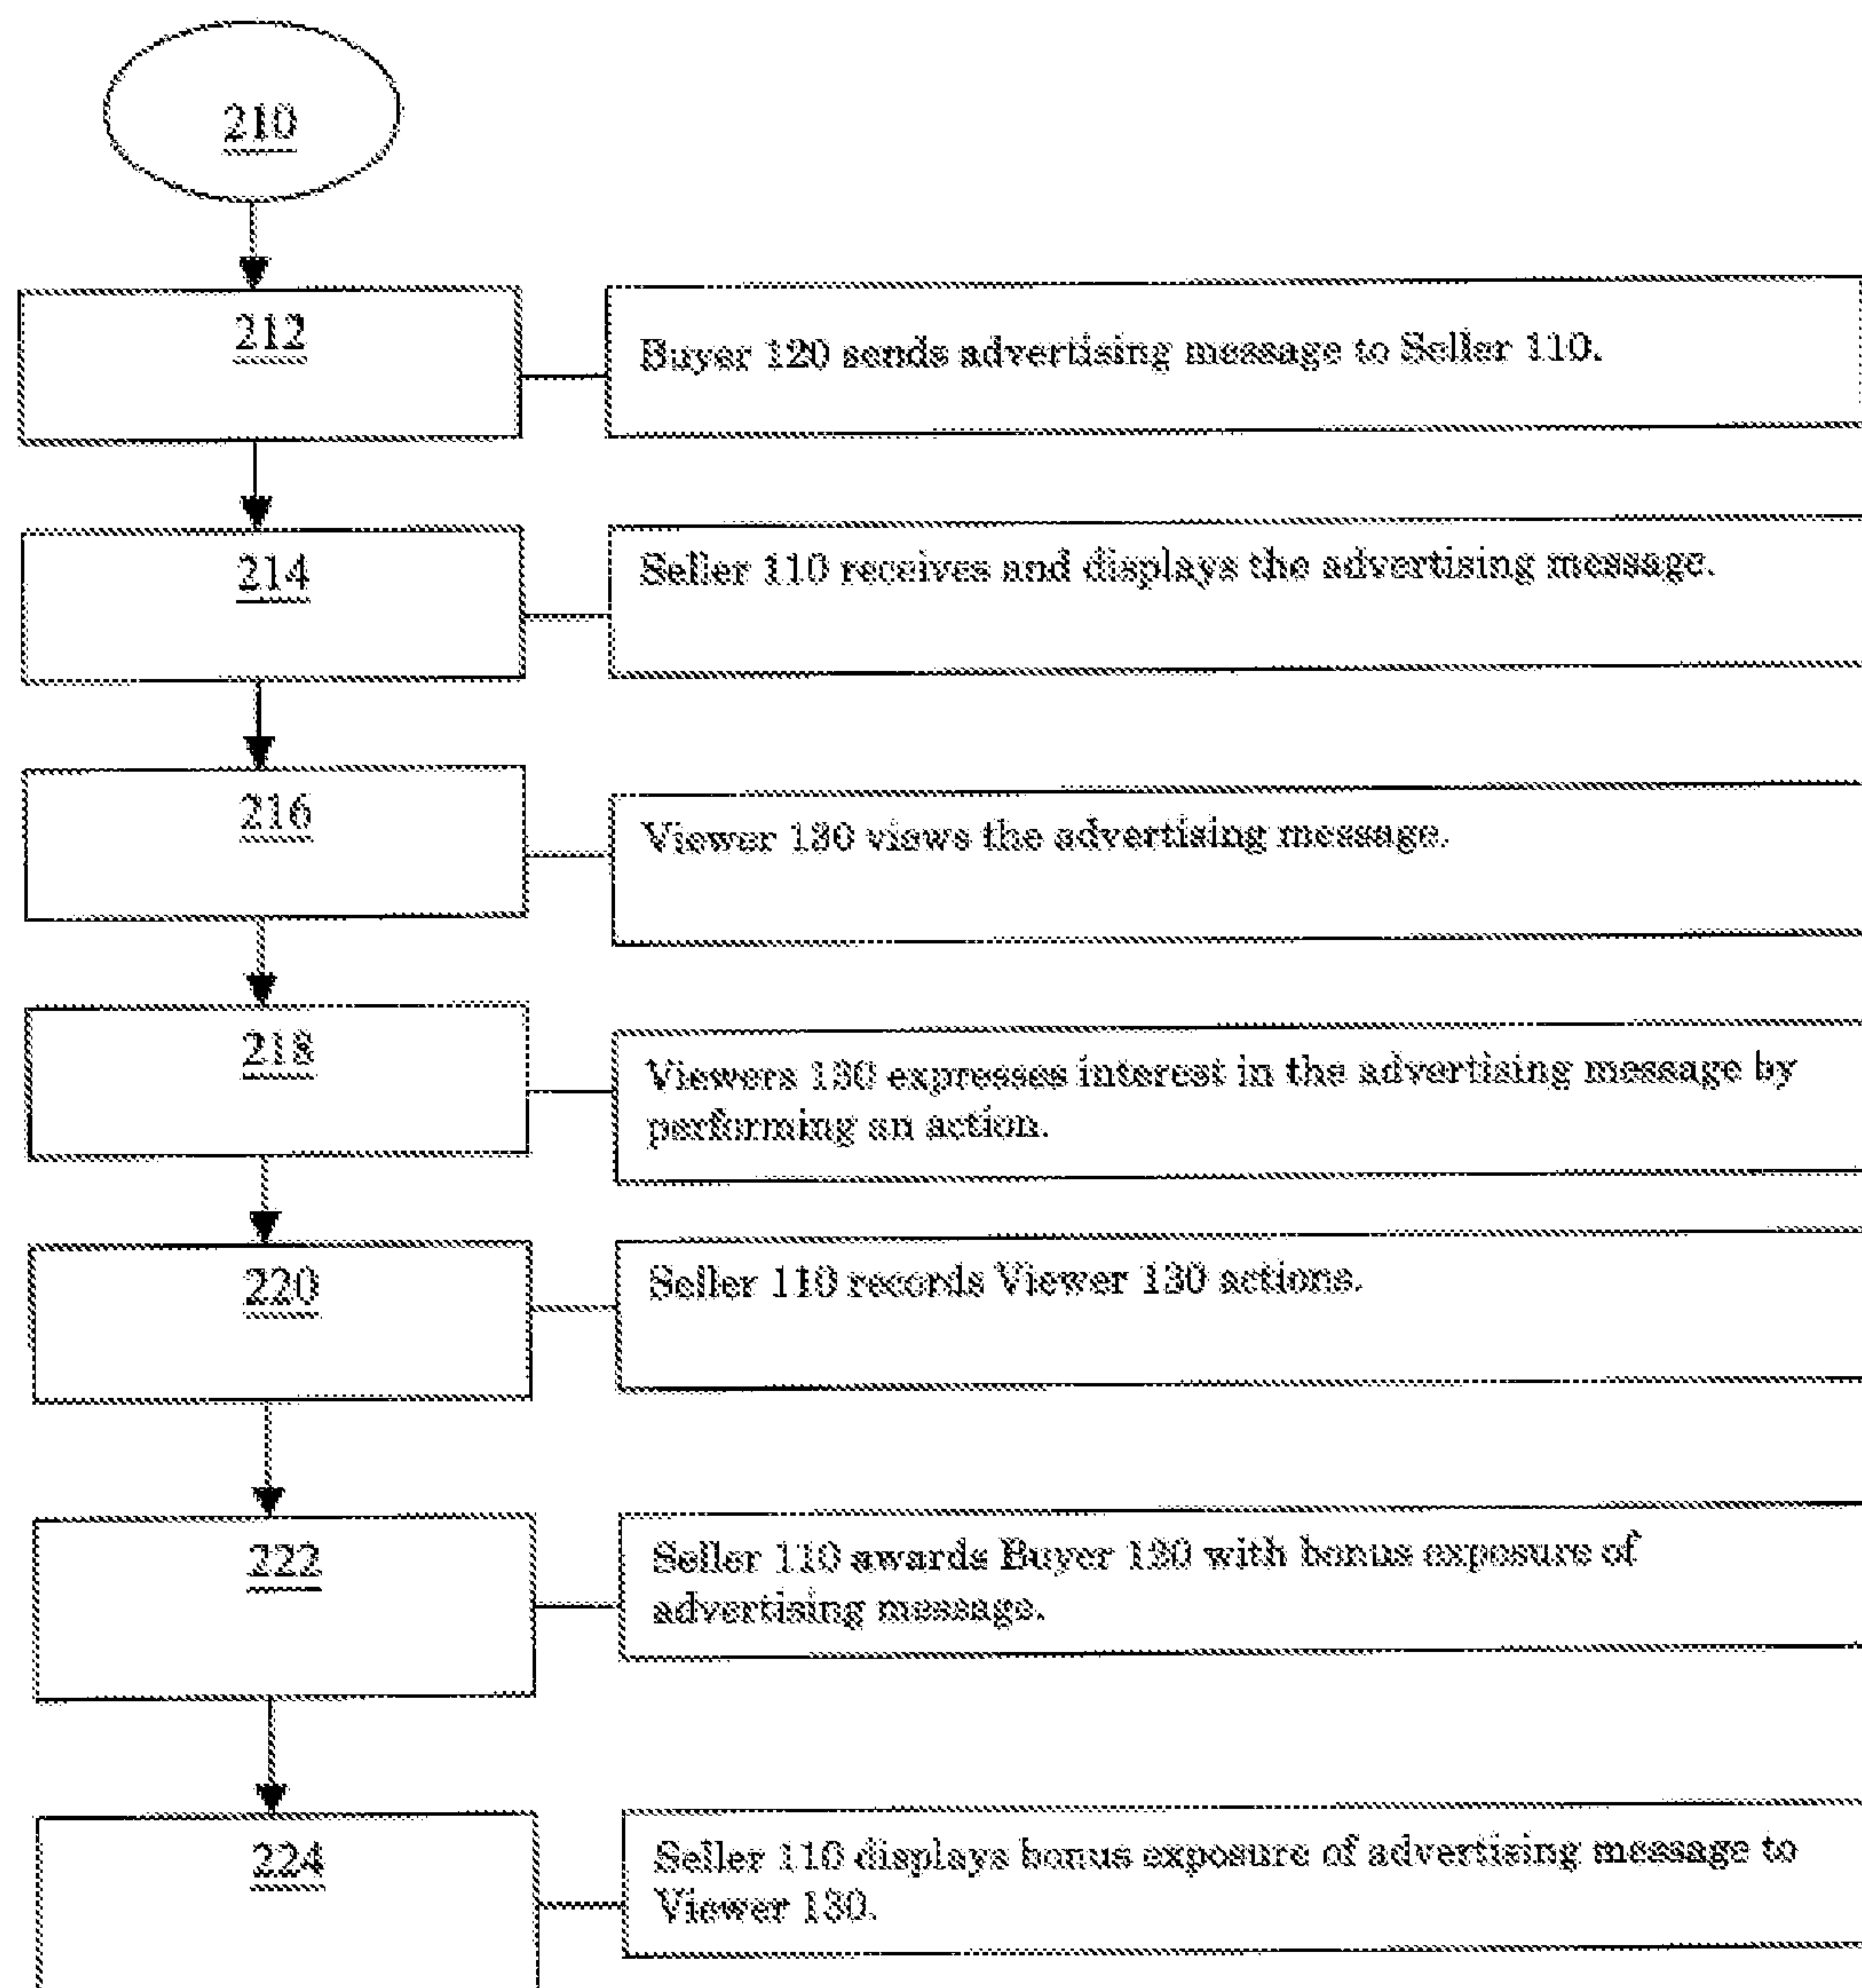 210
212
Buyer 120 sends advertising message to Seller 110.
214
Seller 110 receives and displays the advertising message.
216
Viewer 130 views the advertising message.
218
Viewers 130 expresses interest in the advertising message by
performing an action.
220
Seller 110 records Viewer 130 actions.
222
Seller 110 awards Buyer 120 with bonus exposure of
advertising message.
224
Seller 110 displays bonus exposure of advertising message to
Viewer 130.